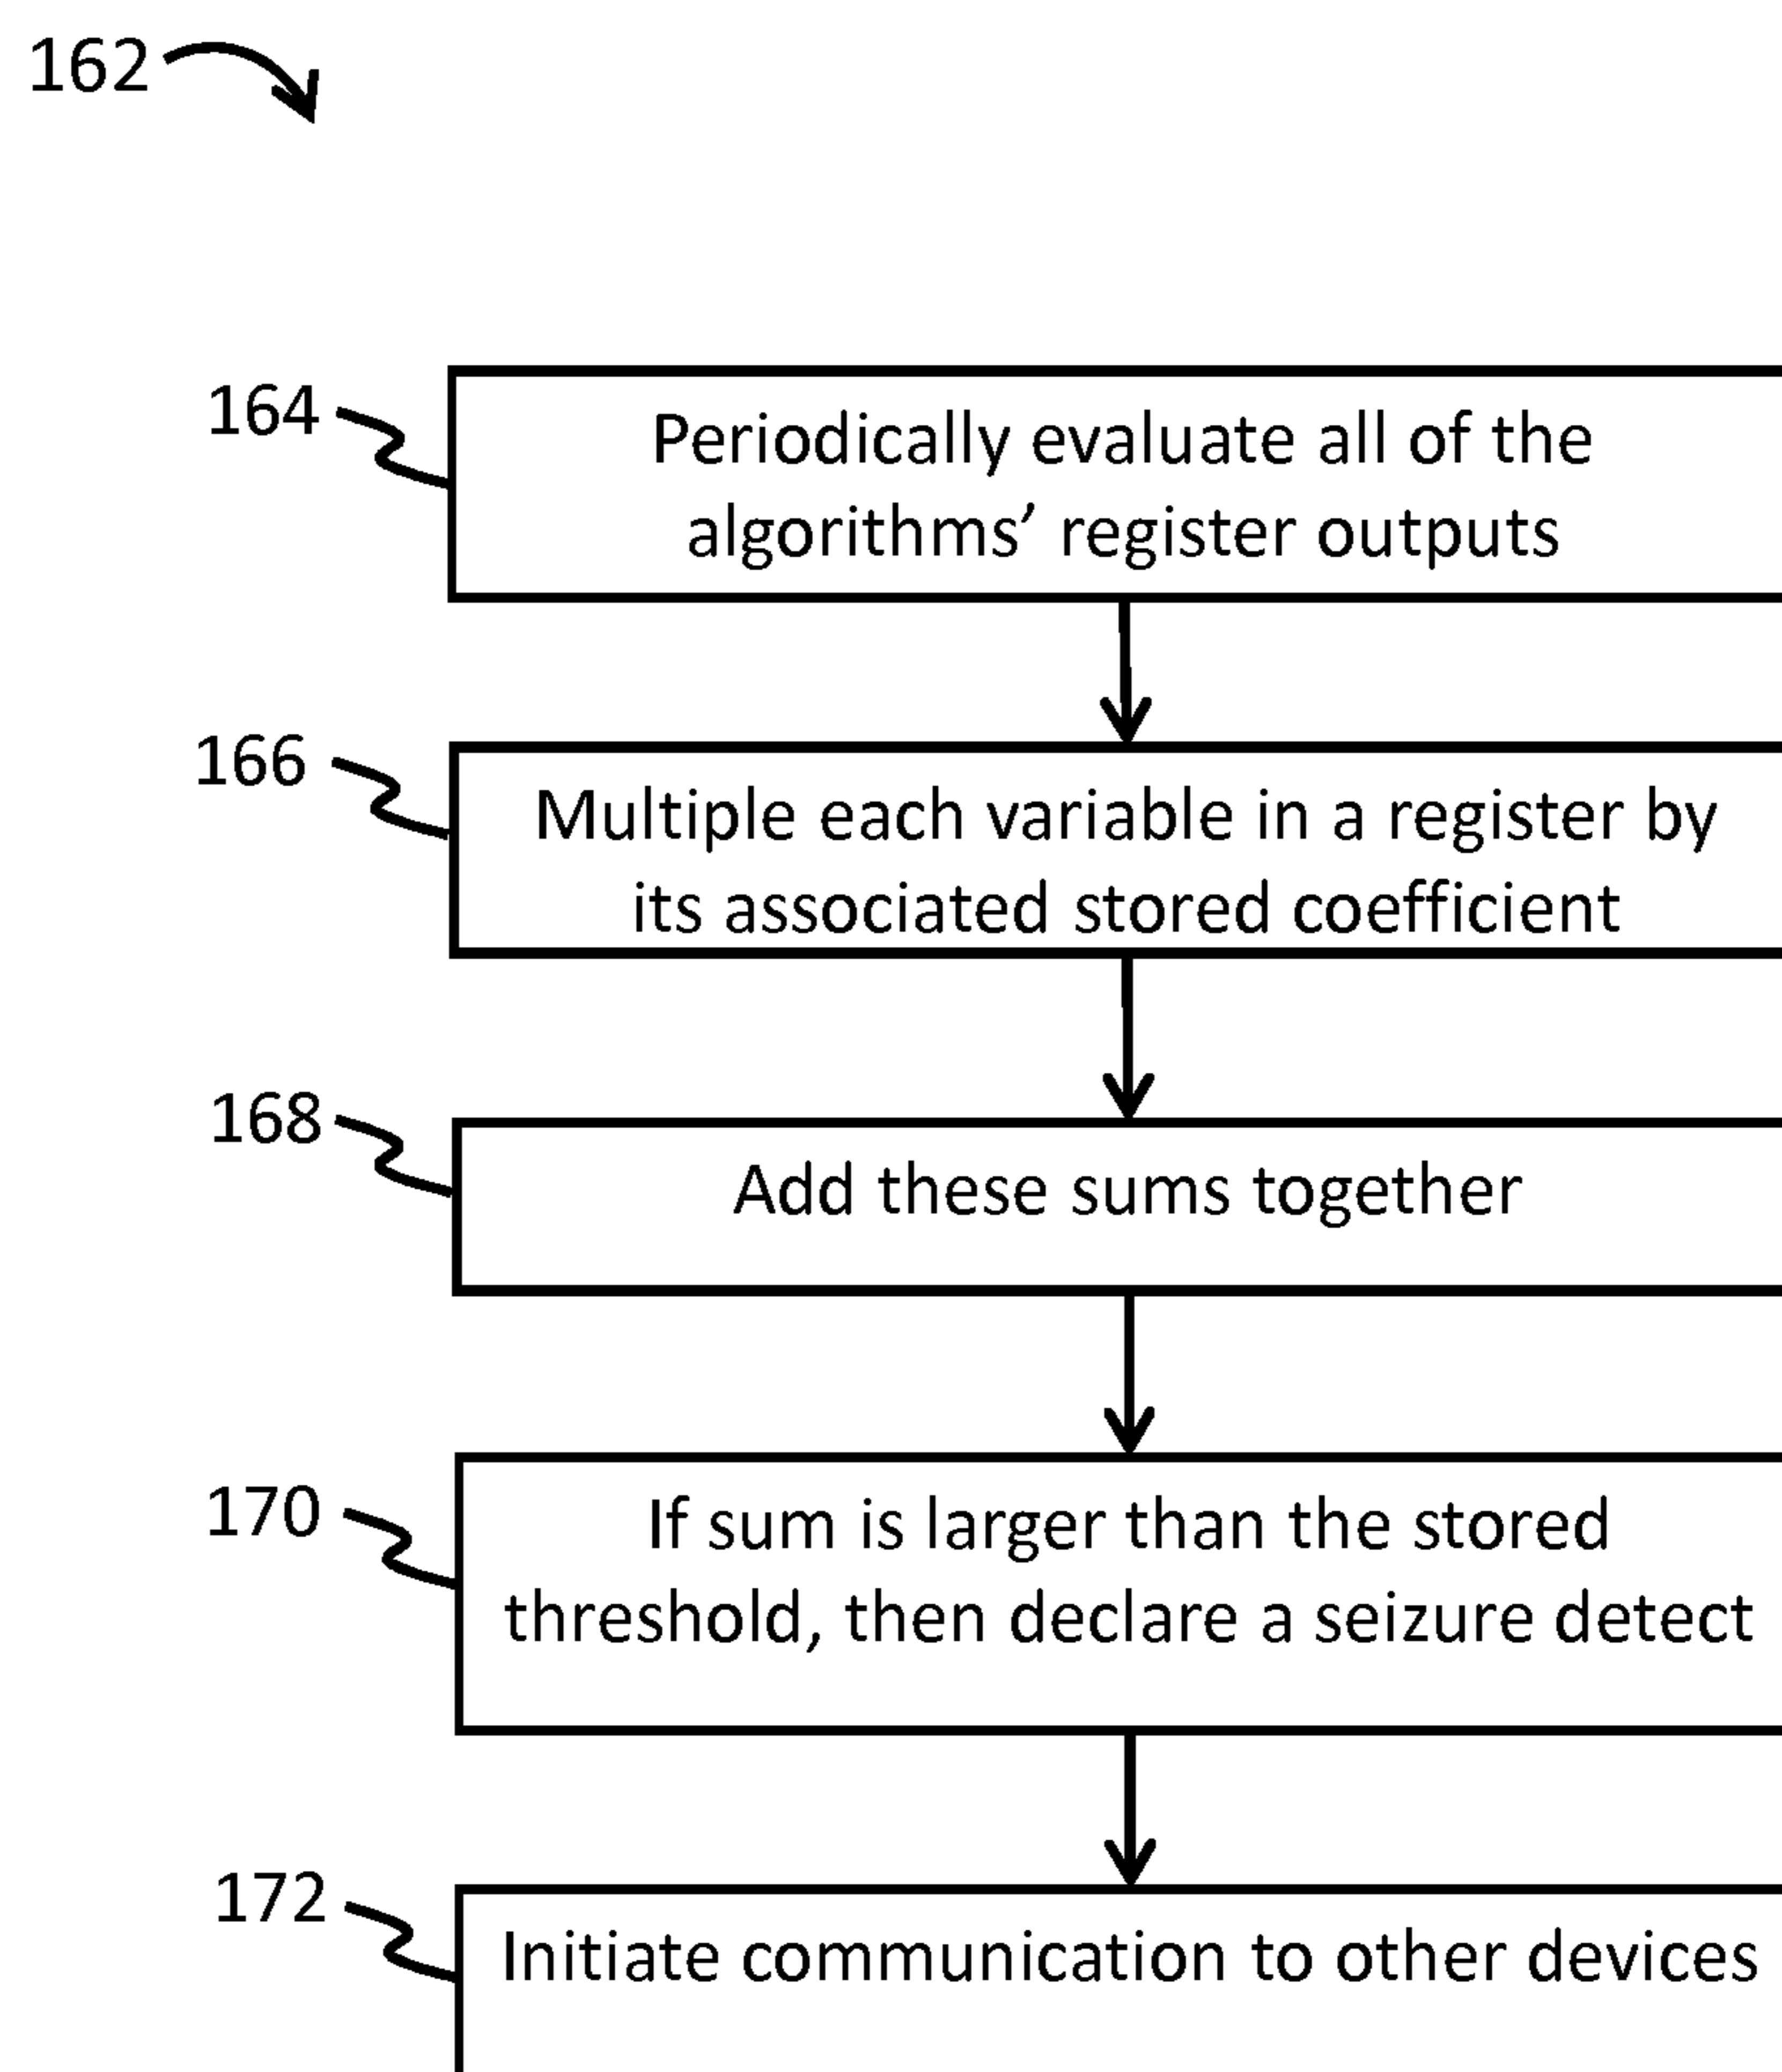 162
164
Periodically evaluate all of the
algorithms’ register outputs
166
Multiple each variable in a register by
its associated stored coefficient
168
Add these sums together
170
If sum is larger than the stored
threshold, then declare a seizure detect
172
Initiate communication to other devices